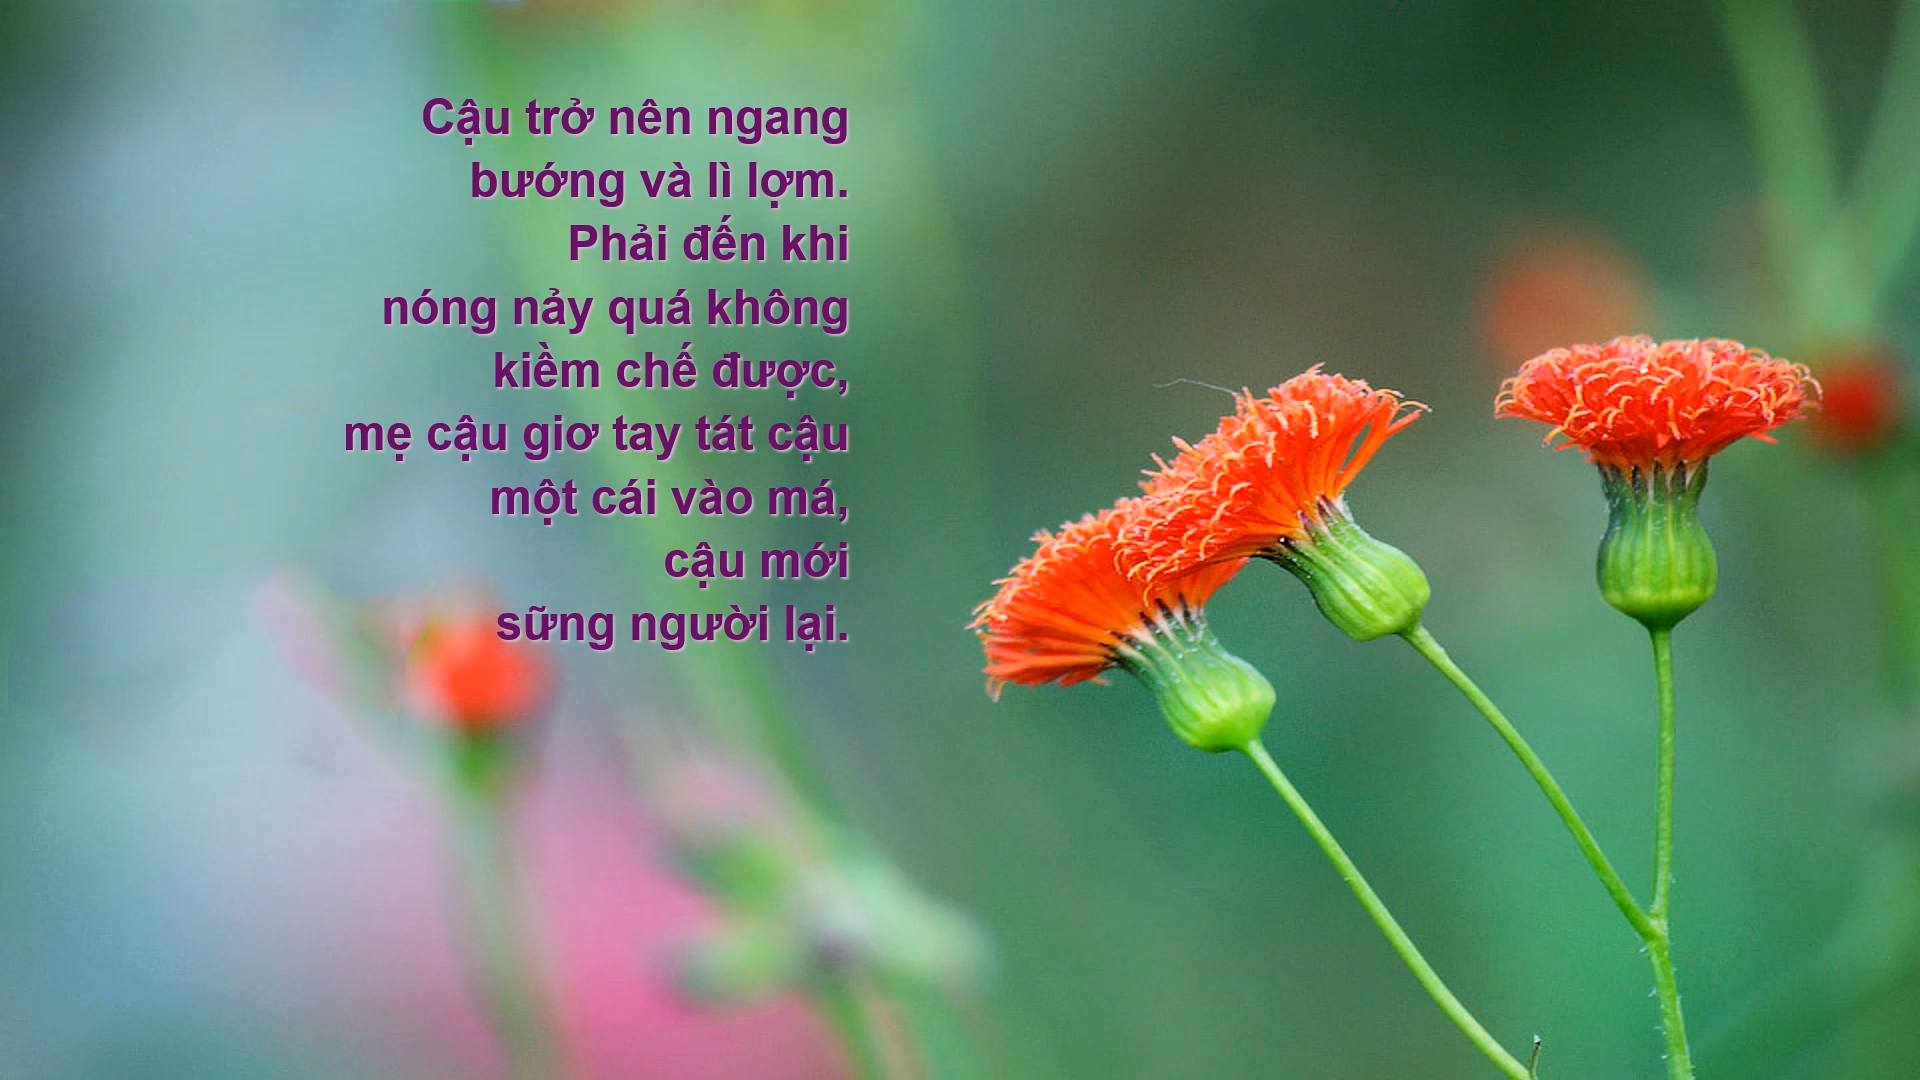 Cậu trở nên ngang
bướng và lì lợm.
Phải đến khi
nóng nảy quá không
kiềm chế được,
mẹ cậu giơ tay tát cậu
một cái vào má,
cậu mới
sững người lại.